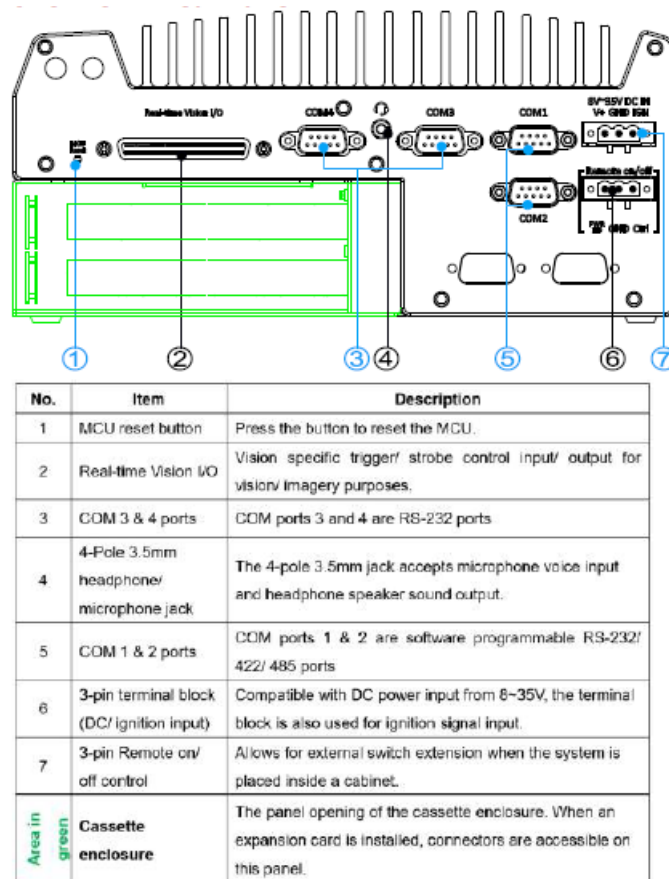 Real-time Vision I/O
COM4
COM3
COM1
8V~35V DC IN
V+ GND IGN
Remote on/off
COM2
GND Ctrl
1
2
3
4
5
6
7
No. Item Description
1 MCU reset button Press the button to reset the MCU.
2 Real-time Vision I/O Vision specific trigger/ strobe control input/ output for
vision/ imagery purposes.
3 COM 3 & 4 ports COM ports 3 and 4 are RS-232 ports
4 4-Pole 3.5mm
headphone/
microphone jack
The 4-pole 3.5mm jack accepts microphone voice input
and headphone speaker sound output.
5 COM 1 & 2 ports COM ports 1 & 2 are software programmable RS-232/
422/ 485 ports
6 3-pin terminal block
(DC/ ignition input)
Compatible with DC power input from 8~35V, the terminal
block is also used for ignition signal input.
7 3-pin Remote on/
off control
Allows for external switch extension when the system is
placed inside a cabinet.
Area in
green
Cassette
enclosure
The panel opening of the cassette enclosure. When an
expansion card is installed, connectors are accessible on
this panel.